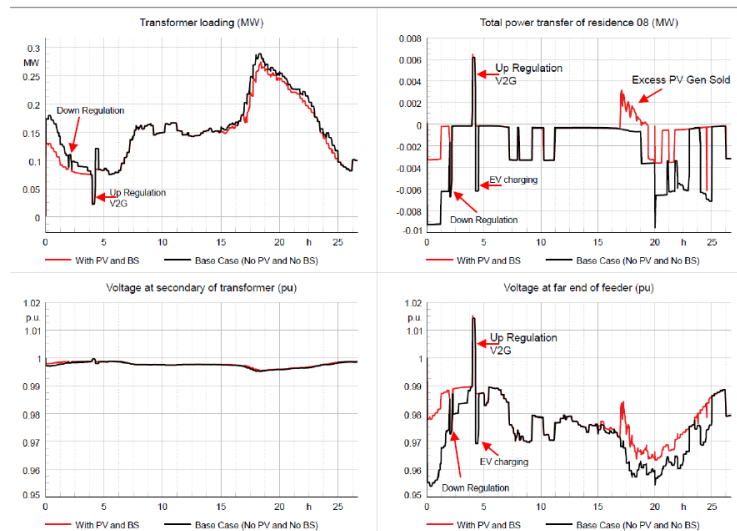 Transformer loading (MW)
0.3
MW
0.25
0.2
0.15
0.1
0.05
0
0 5 10 15 20 h 25
Down Regulation
Up Regulation
V2G
With PV and BS Base Case (No PV and No BS)
Total power transfer of residence 08 (MW)
0.008
0.006
0.004
0.002
0
-0.002
-0.004
-0.006
-0.008
-0.01
0 5 10 15 20 h 25
Up Regulation
V2G
Excess PV Gen Sold
EV charging
Down Regulation
With PV and BS Base Case (No PV and No BS)
Voltage at secondary of transformer (pu)
1.02
p.u.
1.01
1
0.99
0.98
0.97
0.96
0.95
0 5 10 15 20 h 25
With PV and BS Base Case (No PV and No BS)
Voltage at far end of feeder (pu)
1.02
p.u.
1.01
1
0.99
0.98
0.97
0.96
0.95
0 5 10 15 20 h 25
Up Regulation
V2G
EV charging
Down Regulation
With PV and BS Base Case (No PV and No BS)